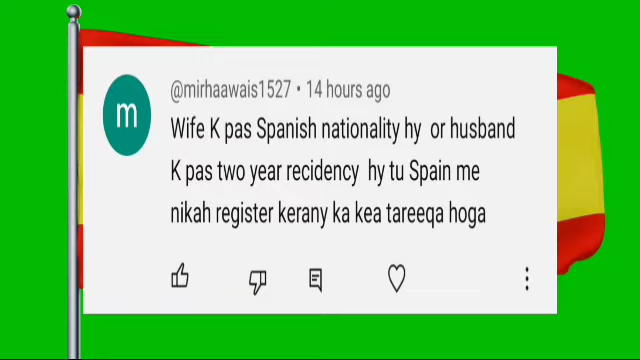 m
@mirhaawais1527 • 14 hours ago
Wife K pas Spanish nationality hy or husband
K pas two year recidency hy tu Spain me
nikah register kerany ka kea tareeqa hoga